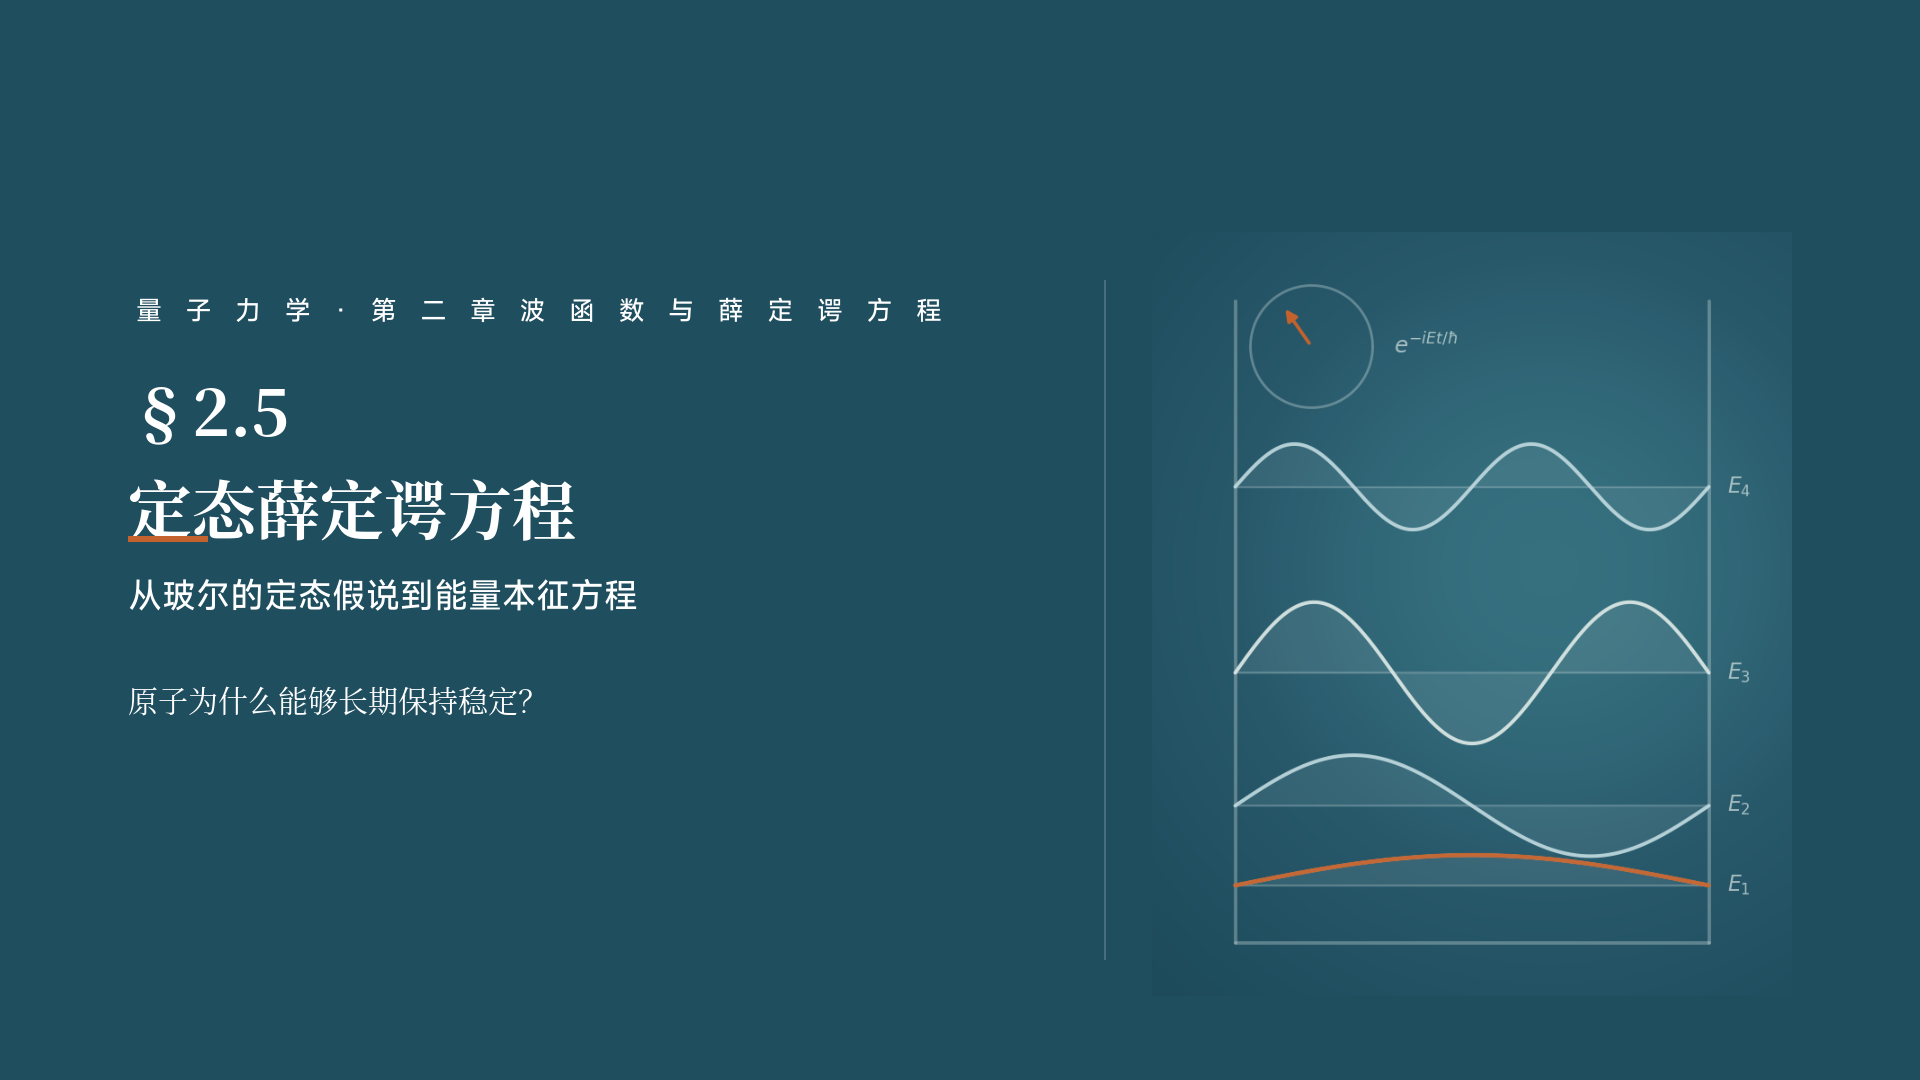 量子力学·第二章波函数与薛定谔方程
§ 2.5
定态薛定谔方程
从玻尔的定态假说到能量本征方程
原子为什么能够长期保持稳定?
e^{-iEt/ħ}
E₄
E₃
E₂
E₁